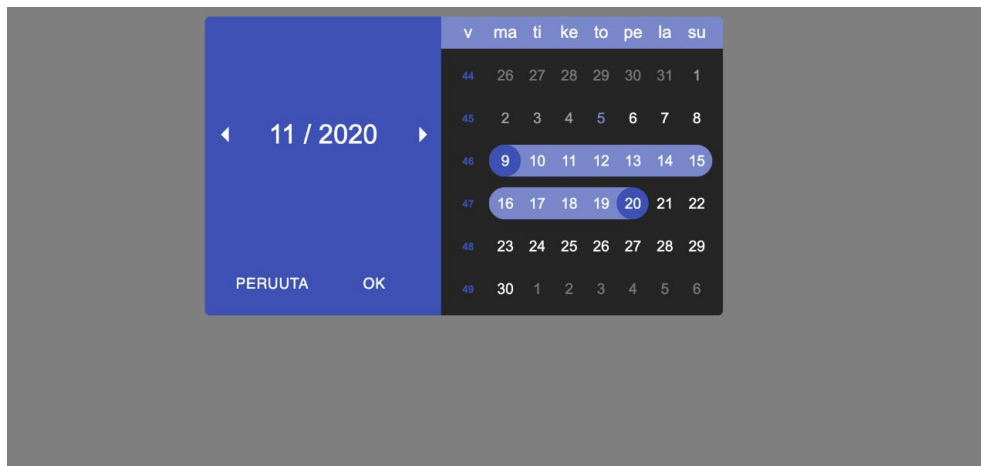 11 / 2020
PERUUTA OK
v ma ti ke to pe la su
44 26 27 28 29 30 31 1
45 2 3 4 5 6 7 8
46 9 10 11 12 13 14 15
47 16 17 18 19 20 21 22
48 23 24 25 26 27 28 29
49 30 1 2 3 4 5 6